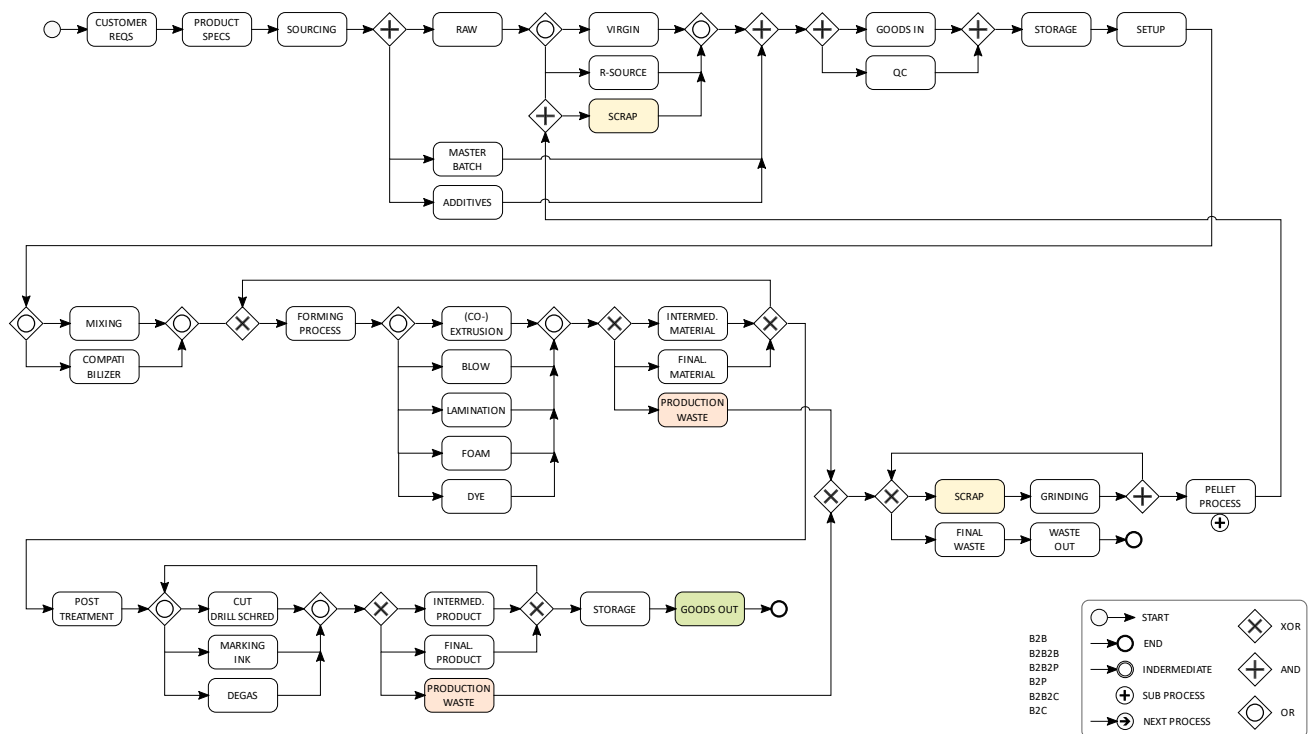 CUSTOMER
REQS
PRODUCT
SPECS
SOURCING
RAW
VIRGIN
GOODS IN
STORAGE
SETUP
R-SOURCE
QC
SCRAP
MASTER
BATCH
ADDITIVES
MIXING
FORMING
PROCESS
(CO-)
EXTRUSION
INTERMED.
MATERIAL
COMPATI
BILIZER
BLOW
FINAL.
MATERIAL
LAMINATION
PRODUCTION
WASTE
FOAM
DYE
SCRAP
GRINDING
PELLET
PROCESS
FINAL
WASTE
WASTE
OUT
POST
TREATMENT
CUT
DRILL SCHRED
INTERMED.
PRODUCT
STORAGE
GOODS OUT
MARKING
INK
FINAL.
PRODUCT
DEGAS
PRODUCTION
WASTE
B2B
B2B2B
B2B2P
B2P
B2B2C
B2C
START
END
INDERMEDIATE
SUB PROCESS
NEXT PROCESS
XOR
AND
OR